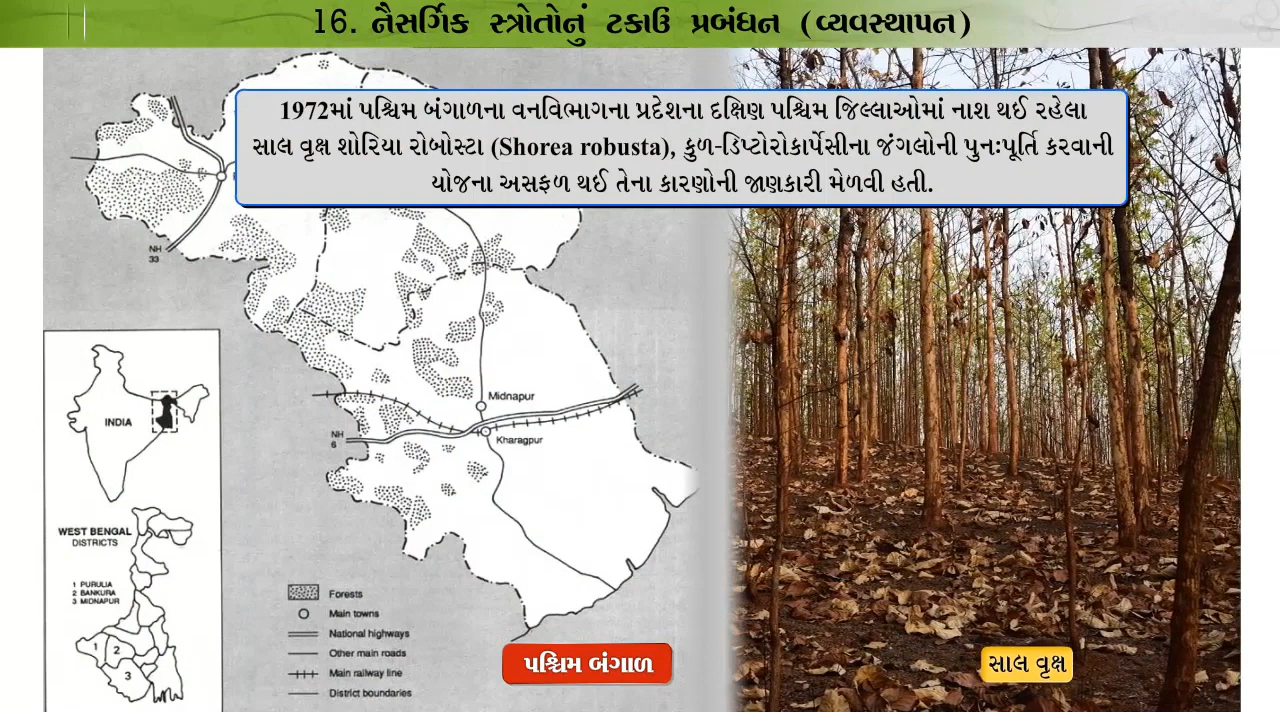 16. નૈસર્ગિક સ્ત્રોતોનું ટકાઉ પ્રબંધન (વ્યવસ્થાપન)
1972માં પશ્ચિમ બંગાળના વનવિભાગના પ્રદેશના દક્ષિણ પશ્ચિમ જિલ્લાઓમાં નાશ થઈ રહેલા
સાલ વૃક્ષ શોરિયા રોબોસ્ટા (Shorea robusta), કુળ-ડિપ્ટોરોકાર્પેસીના જંગલોની પુનઃપૂર્તિ કરવાની
યોજના અસફળ થઈ તેના કારણોની જાણકારી મેળવી હતી.
NH
33
Midnapur
NH
6
Kharagpur
INDIA
WEST BENGAL
DISTRICTS
1 PURULIA
2 BANKURA
3 MIDNAPUR
1
2
3
Forests
Main towns
National highways
Other main roads
Main railway line
District boundaries
પશ્ચિમ બંગાળ
સાલ વૃક્ષ